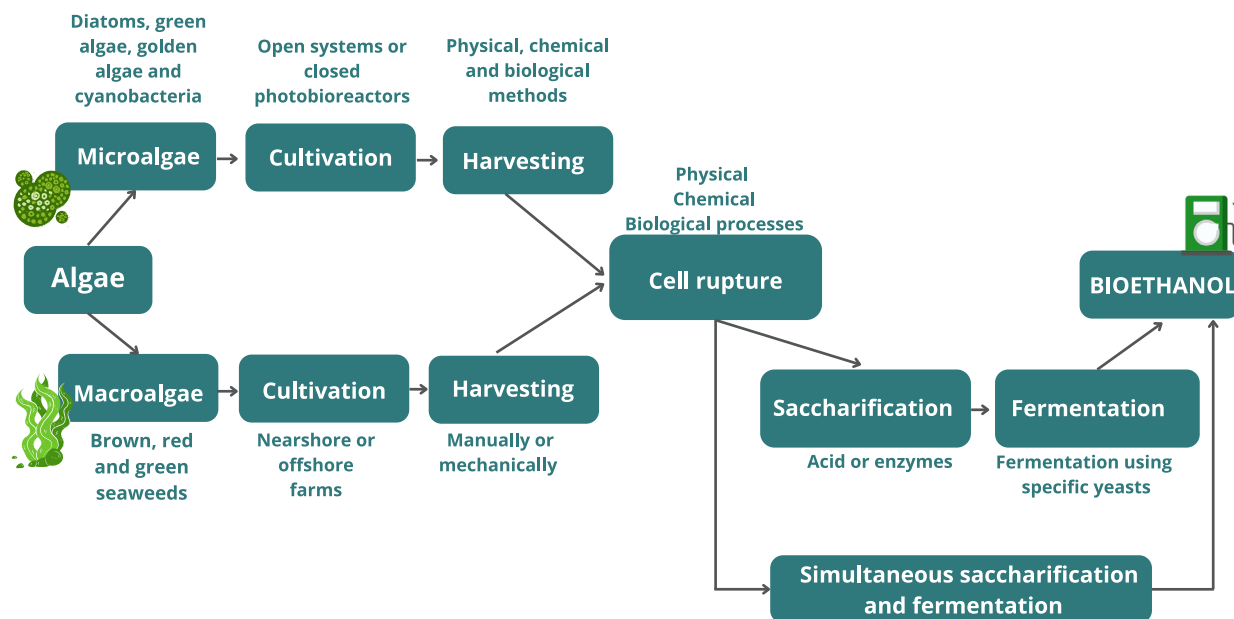 Diatoms, green
algae, golden
algae and
cyanobacteria
Open systems or
closed
photobioreactors
Physical, chemical
and biological
methods
Microalgae
Cultivation
Harvesting
Physical
Chemical
Biological processes
Algae
Cell rupture
BIOETHANOL
Macroalgae
Cultivation
Harvesting
Brown, red
and green
seaweeds
Nearshore or
offshore
farms
Manually or
mechanically
Saccharification
Fermentation
Acid or enzymes
Fermentation using
specific yeasts
Simultaneous saccharification
and fermentation